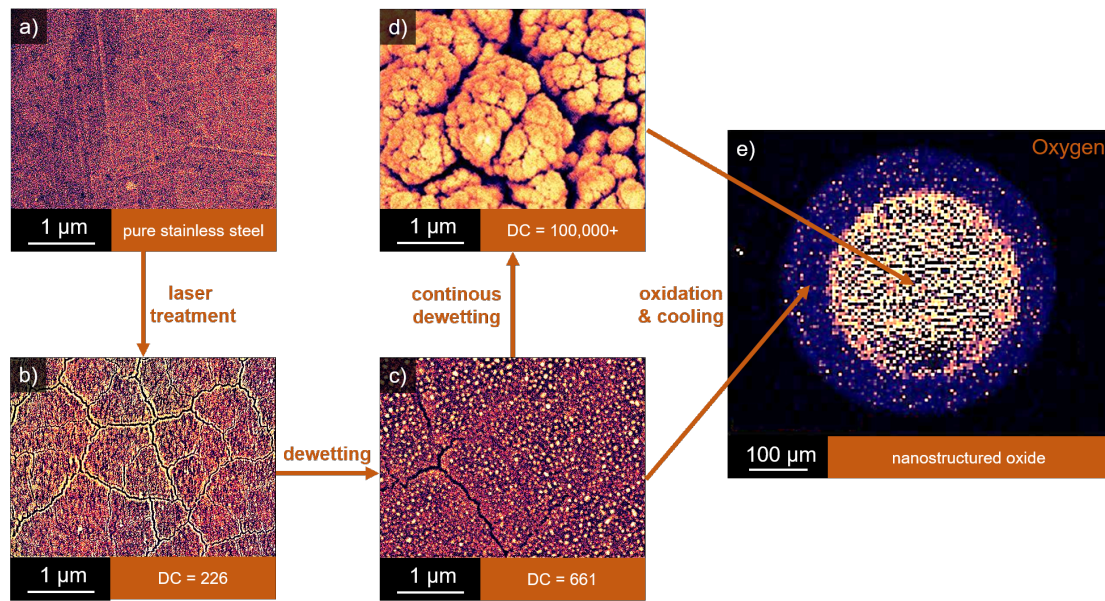 a)
1 µm
pure stainless steel
laser
treatment
b)
1 µm
DC = 226
dewetting
c)
1 µm
DC = 661
continous
dewetting
d)
1 µm
DC = 100,000+
oxidation
& cooling
e)
Oxygen
100 µm
nanostructured oxide